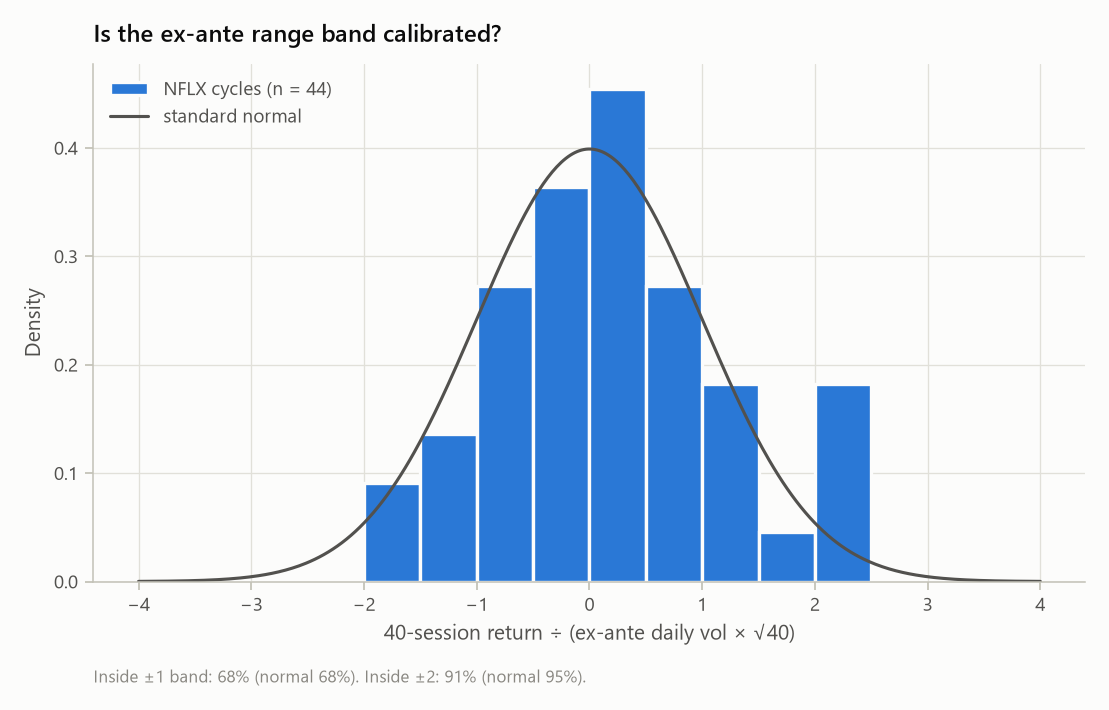 Is the ex-ante range band calibrated?
NFLX cycles (n = 44)
standard normal
Density
0.4
0.3
0.2
0.1
0.0
−4 −3 −2 −1 0 1 2 3 4
40-session return ÷ (ex-ante daily vol × √40)
Inside ±1 band: 68% (normal 68%). Inside ±2: 91% (normal 95%).